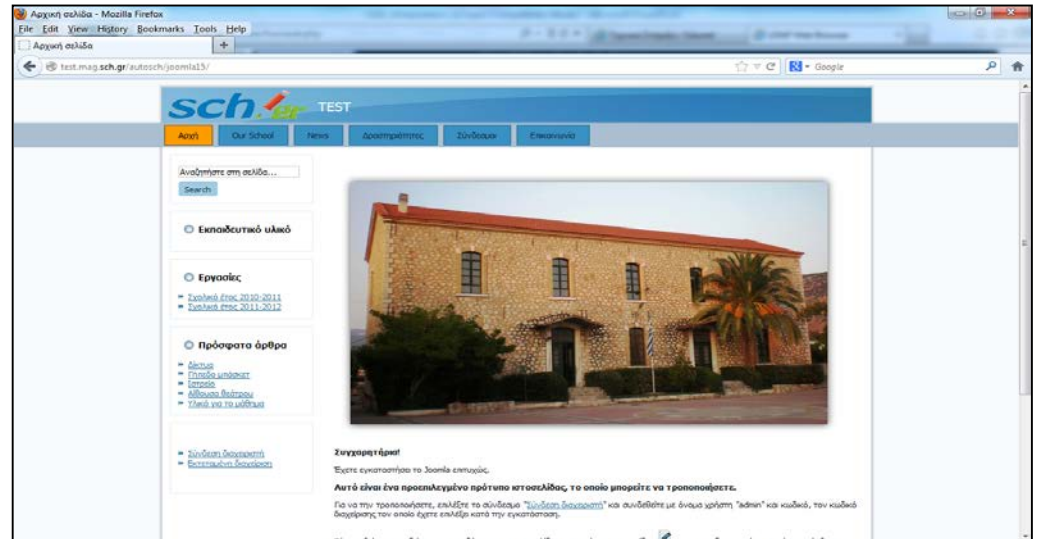 Αρχική σελίδα - Mozilla Firefox
File Edit View History Bookmarks Tools Help
Αρχική σελίδα +
test.mag.sch.gr/autosch/joomla15/
Google
sch.gr TEST
Αρχή Our School News Δραστηριότητες Σύνδεσμοι Επικοινωνία
Αναζητήστε στη σελίδα...
Search
Εκπαιδευτικό υλικό
Εργασίες
Σχολικό έτος 2010-2011
Σχολικό έτος 2011-2012
Πρόσφατα άρθρα
Δίκτυα
Γήπεδο μπάσκετ
Ιατρείο
Αίθουσα θεάτρου
Υλικό για το μάθημα
Σύνδεση διαχειριστή
Εκτεταμένη διαχείριση
Συγχαρητήρια!
Έχετε εγκαταστήσει το Joomla επιτυχώς.
Αυτό είναι ένα προεπιλεγμένο πρότυπο ιστοσελίδας, το οποίο μπορείτε να τροποποιήσετε.
Για να την τροποποιήσετε, επιλέξτε το σύνδεσμο "Σύνδεση διαχειριστή" και συνδεθείτε με όνομα χρήστη "admin" και κωδικό, τον κωδικό
διαχείρισης τον οποίο έχετε επιλέξει κατά την εγκατάσταση.